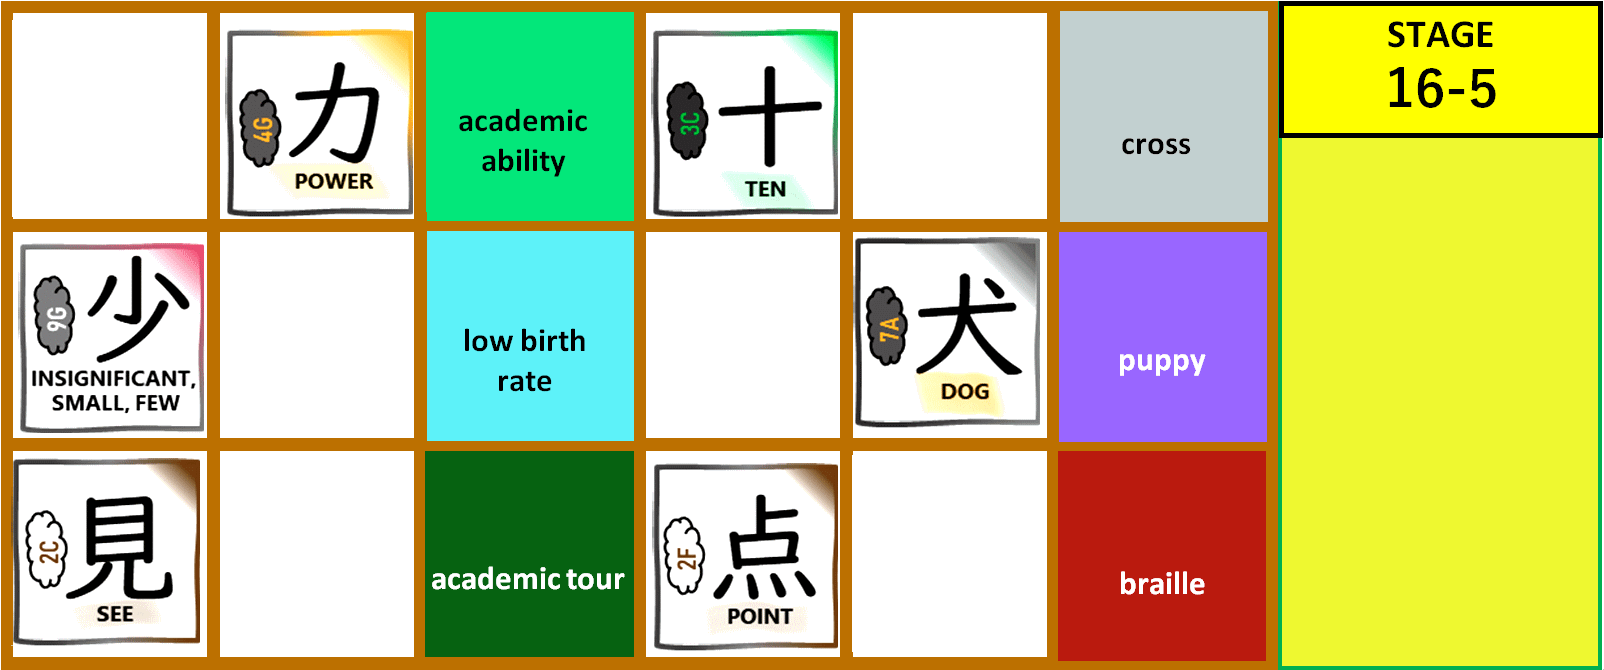 4G
力
POWER
academic
ability
3C
十
TEN
cross
STAGE
16-5
9G
少
INSIGNIFICANT,
SMALL, FEW
low birth
rate
7A
犬
DOG
puppy
2C
見
SEE
academic tour
2F
点
POINT
braille